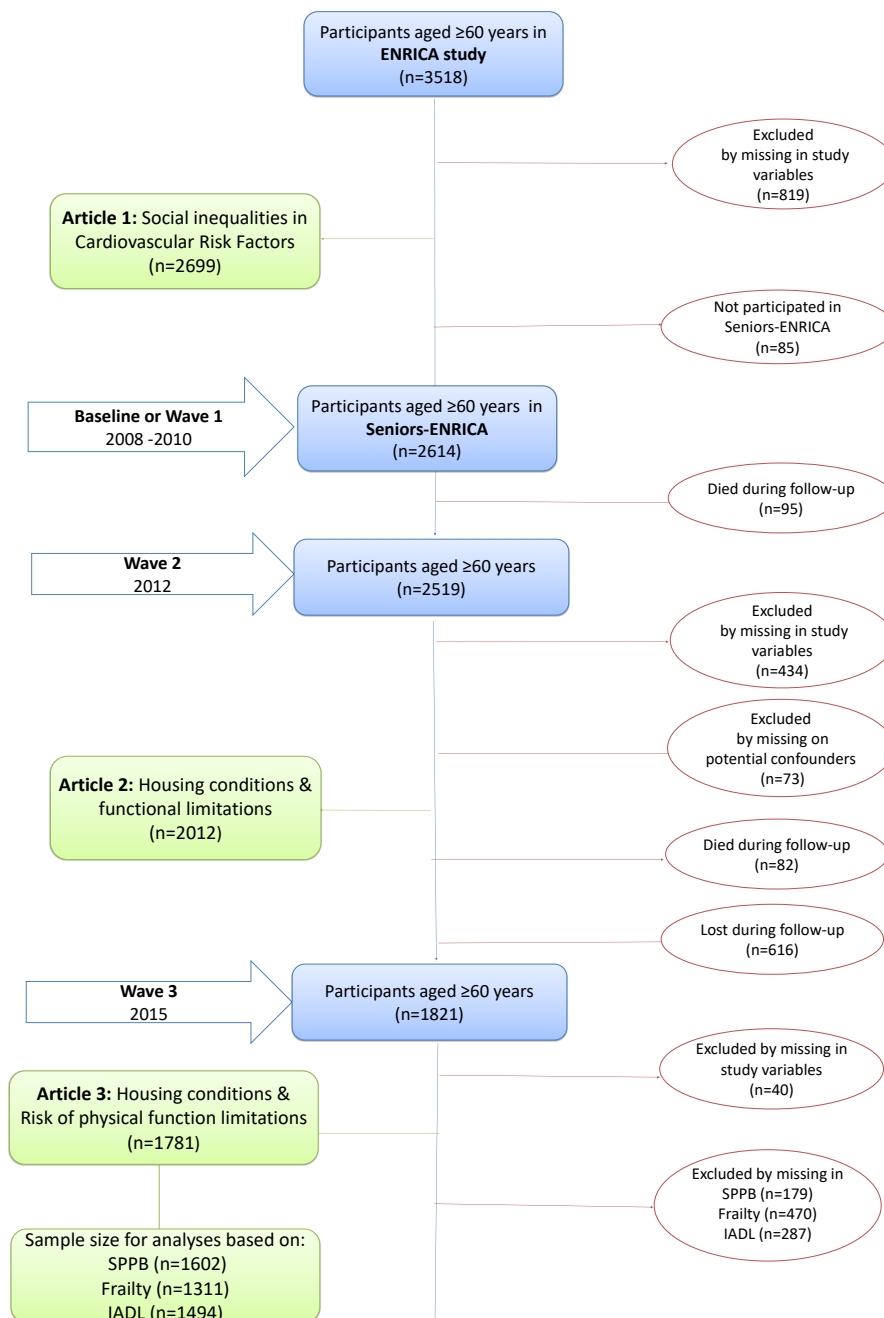 Participants aged ≥60 years in
ENRICA study
(n=3518)
Excluded
by missing in study
variables
(n=819)
Article 1: Social inequalities in
Cardiovascular Risk Factors
(n=2699)
Not participated in
Seniors-ENRICA
(n=85)
Baseline or Wave 1
2008 -2010
Participants aged ≥60 years in
Seniors-ENRICA
(n=2614)
Died during follow-up
(n=95)
Wave 2
2012
Participants aged ≥60 years
(n=2519)
Excluded
by missing in study
variables
(n=434)
Excluded
by missing on
potential confounders
(n=73)
Article 2: Housing conditions &
functional limitations
(n=2012)
Died during follow-up
(n=82)
Lost during follow-up
(n=616)
Wave 3
2015
Participants aged ≥60 years
(n=1821)
Excluded by missing in
study variables
(n=40)
Article 3: Housing conditions &
Risk of physical function limitations
(n=1781)
Excluded by missing in
SPPB (n=179)
Frailty (n=470)
IADL (n=287)
Sample size for analyses based on:
SPPB (n=1602)
Frailty (n=1311)
IADL (n=1494)